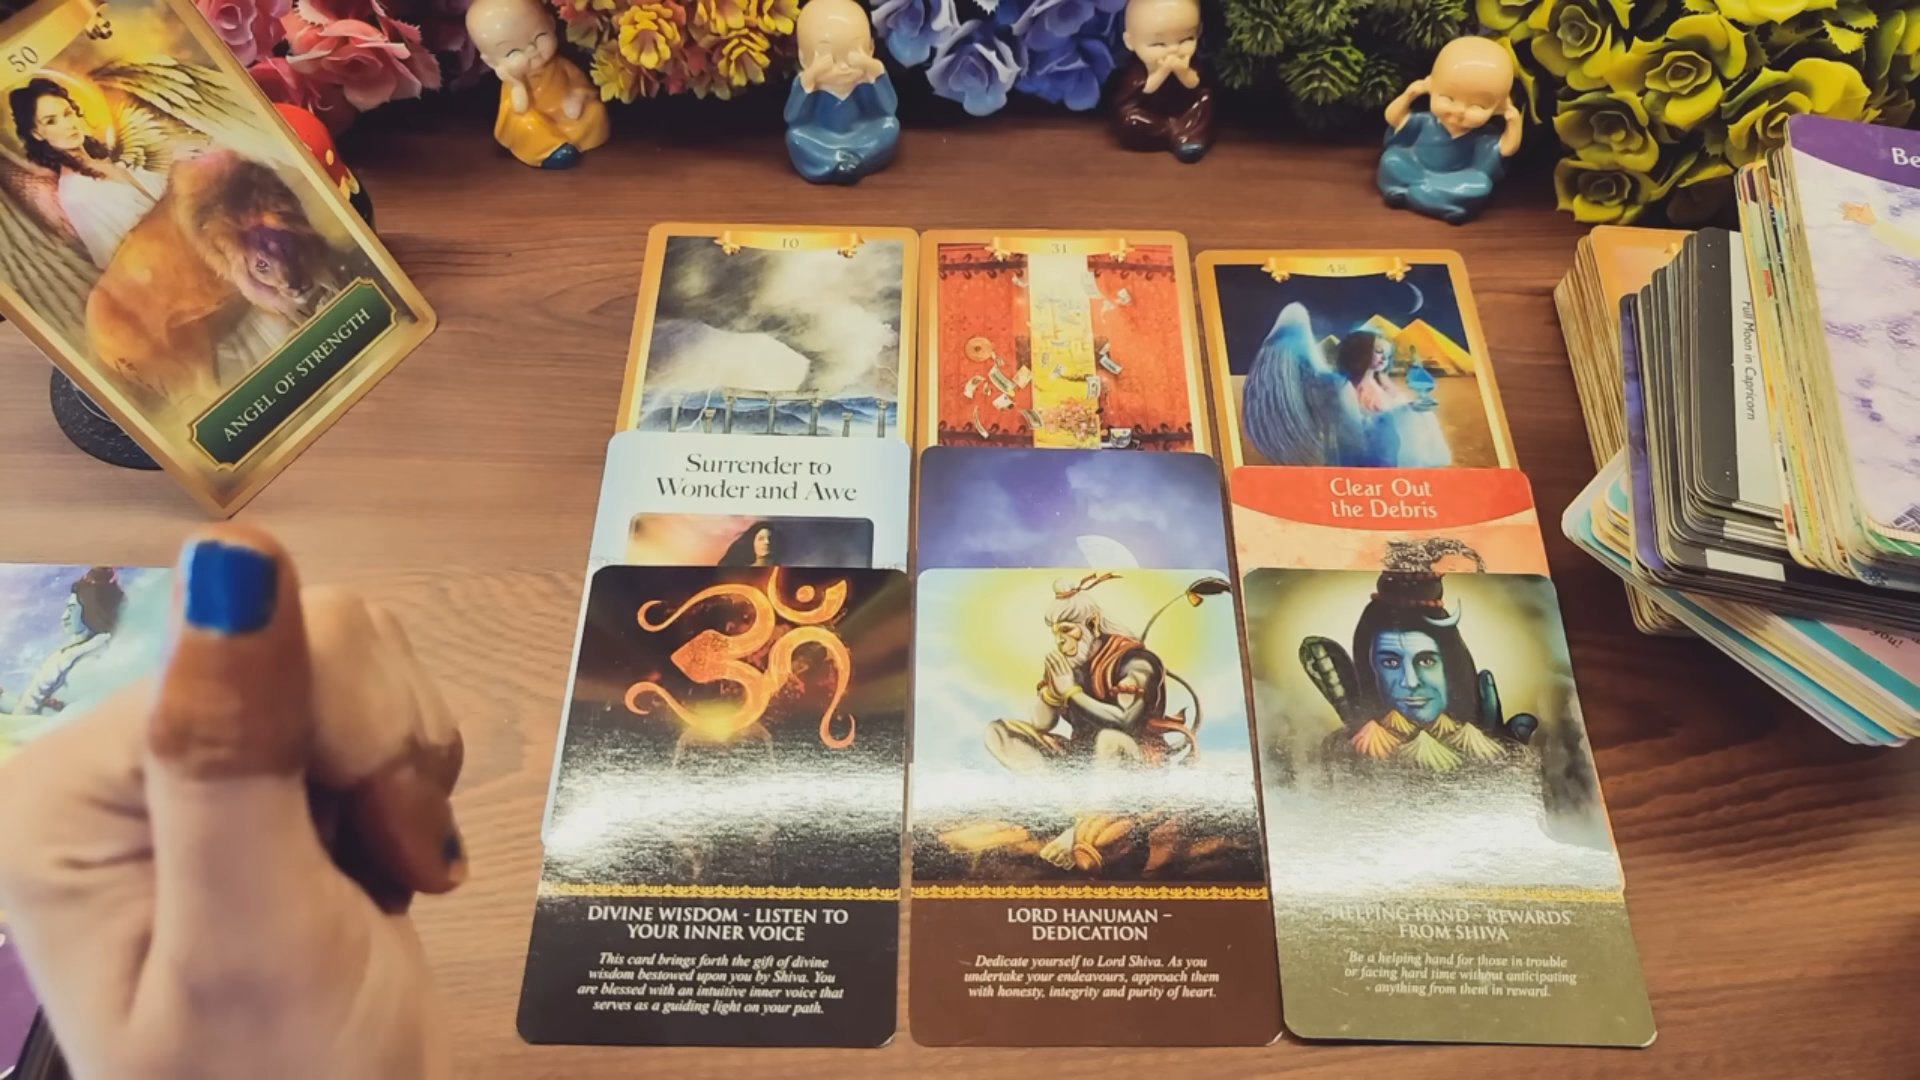 50
ANGEL OF STRENGTH
10
31
48
Surrender to
Wonder and Awe
Clear Out
the Debris
DIVINE WISDOM - LISTEN TO
YOUR INNER VOICE
This card brings forth the gift of divine
wisdom bestowed upon you by Shiva. You
are blessed with an intuitive inner voice that
serves as a guiding light on your path.
LORD HANUMAN -
DEDICATION
Dedicate yourself to Lord Shiva. As you
undertake your endeavours, approach them
with honesty, integrity and purity of heart.
HELPING HAND - REWARDS
FROM SHIVA
Be a helping hand for those in trouble
or facing hard time without anticipating
anything from them in reward.
Full Moon in Capricorn
Be
you!